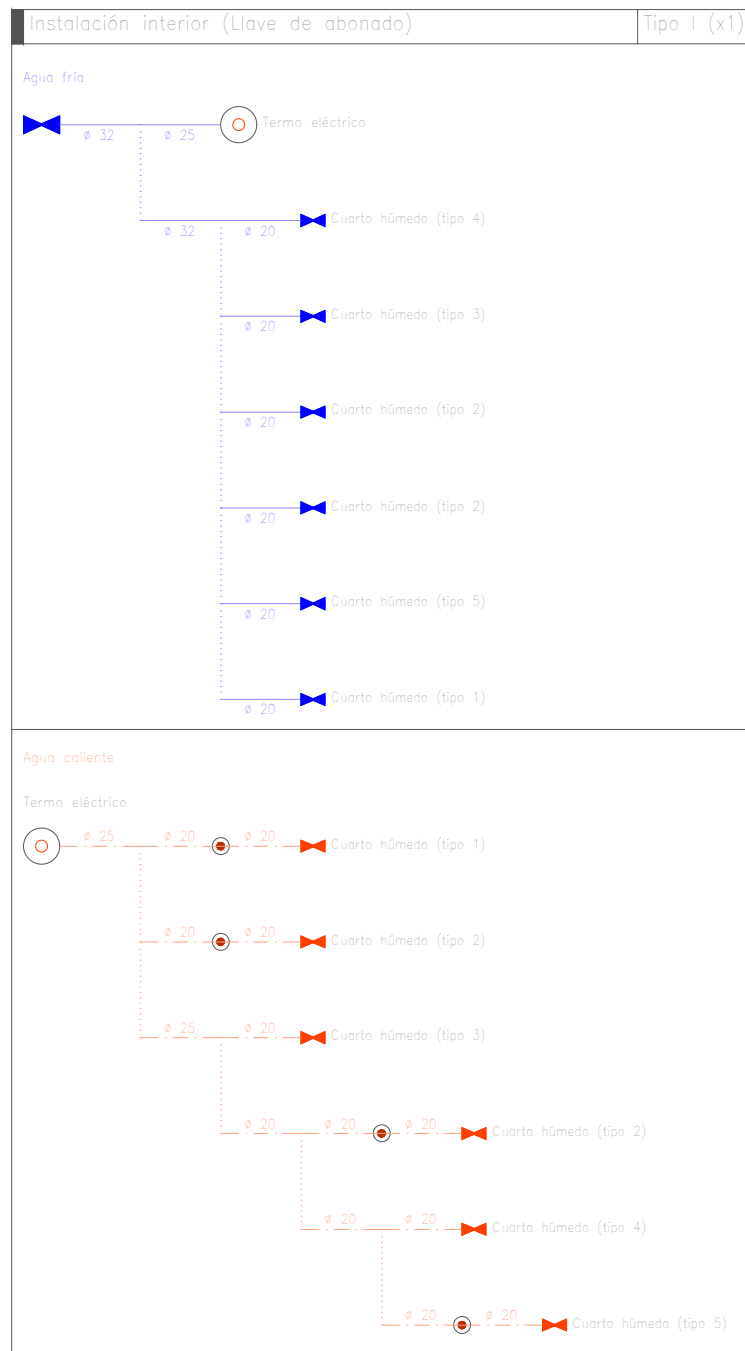 Instalación interior (Llave de abonado) Tipo I (x1)
Agua fría
Termo eléctrico
ø 32 ø 25
Cuarto húmedo (tipo 4)
ø 32 ø 20
Cuarto húmedo (tipo 3)
ø 20
Cuarto húmedo (tipo 2)
ø 20
Cuarto húmedo (tipo 2)
ø 20
Cuarto húmedo (tipo 5)
ø 20
Cuarto húmedo (tipo 1)
ø 20
Agua caliente
Termo eléctrico
ø 25 ø 20 ø 20
Cuarto húmedo (tipo 1)
ø 20 ø 20
Cuarto húmedo (tipo 2)
ø 25 ø 20
Cuarto húmedo (tipo 3)
ø 20 ø 20 ø 20
Cuarto húmedo (tipo 2)
ø 20 ø 20
Cuarto húmedo (tipo 4)
ø 20 ø 20
Cuarto húmedo (tipo 5)